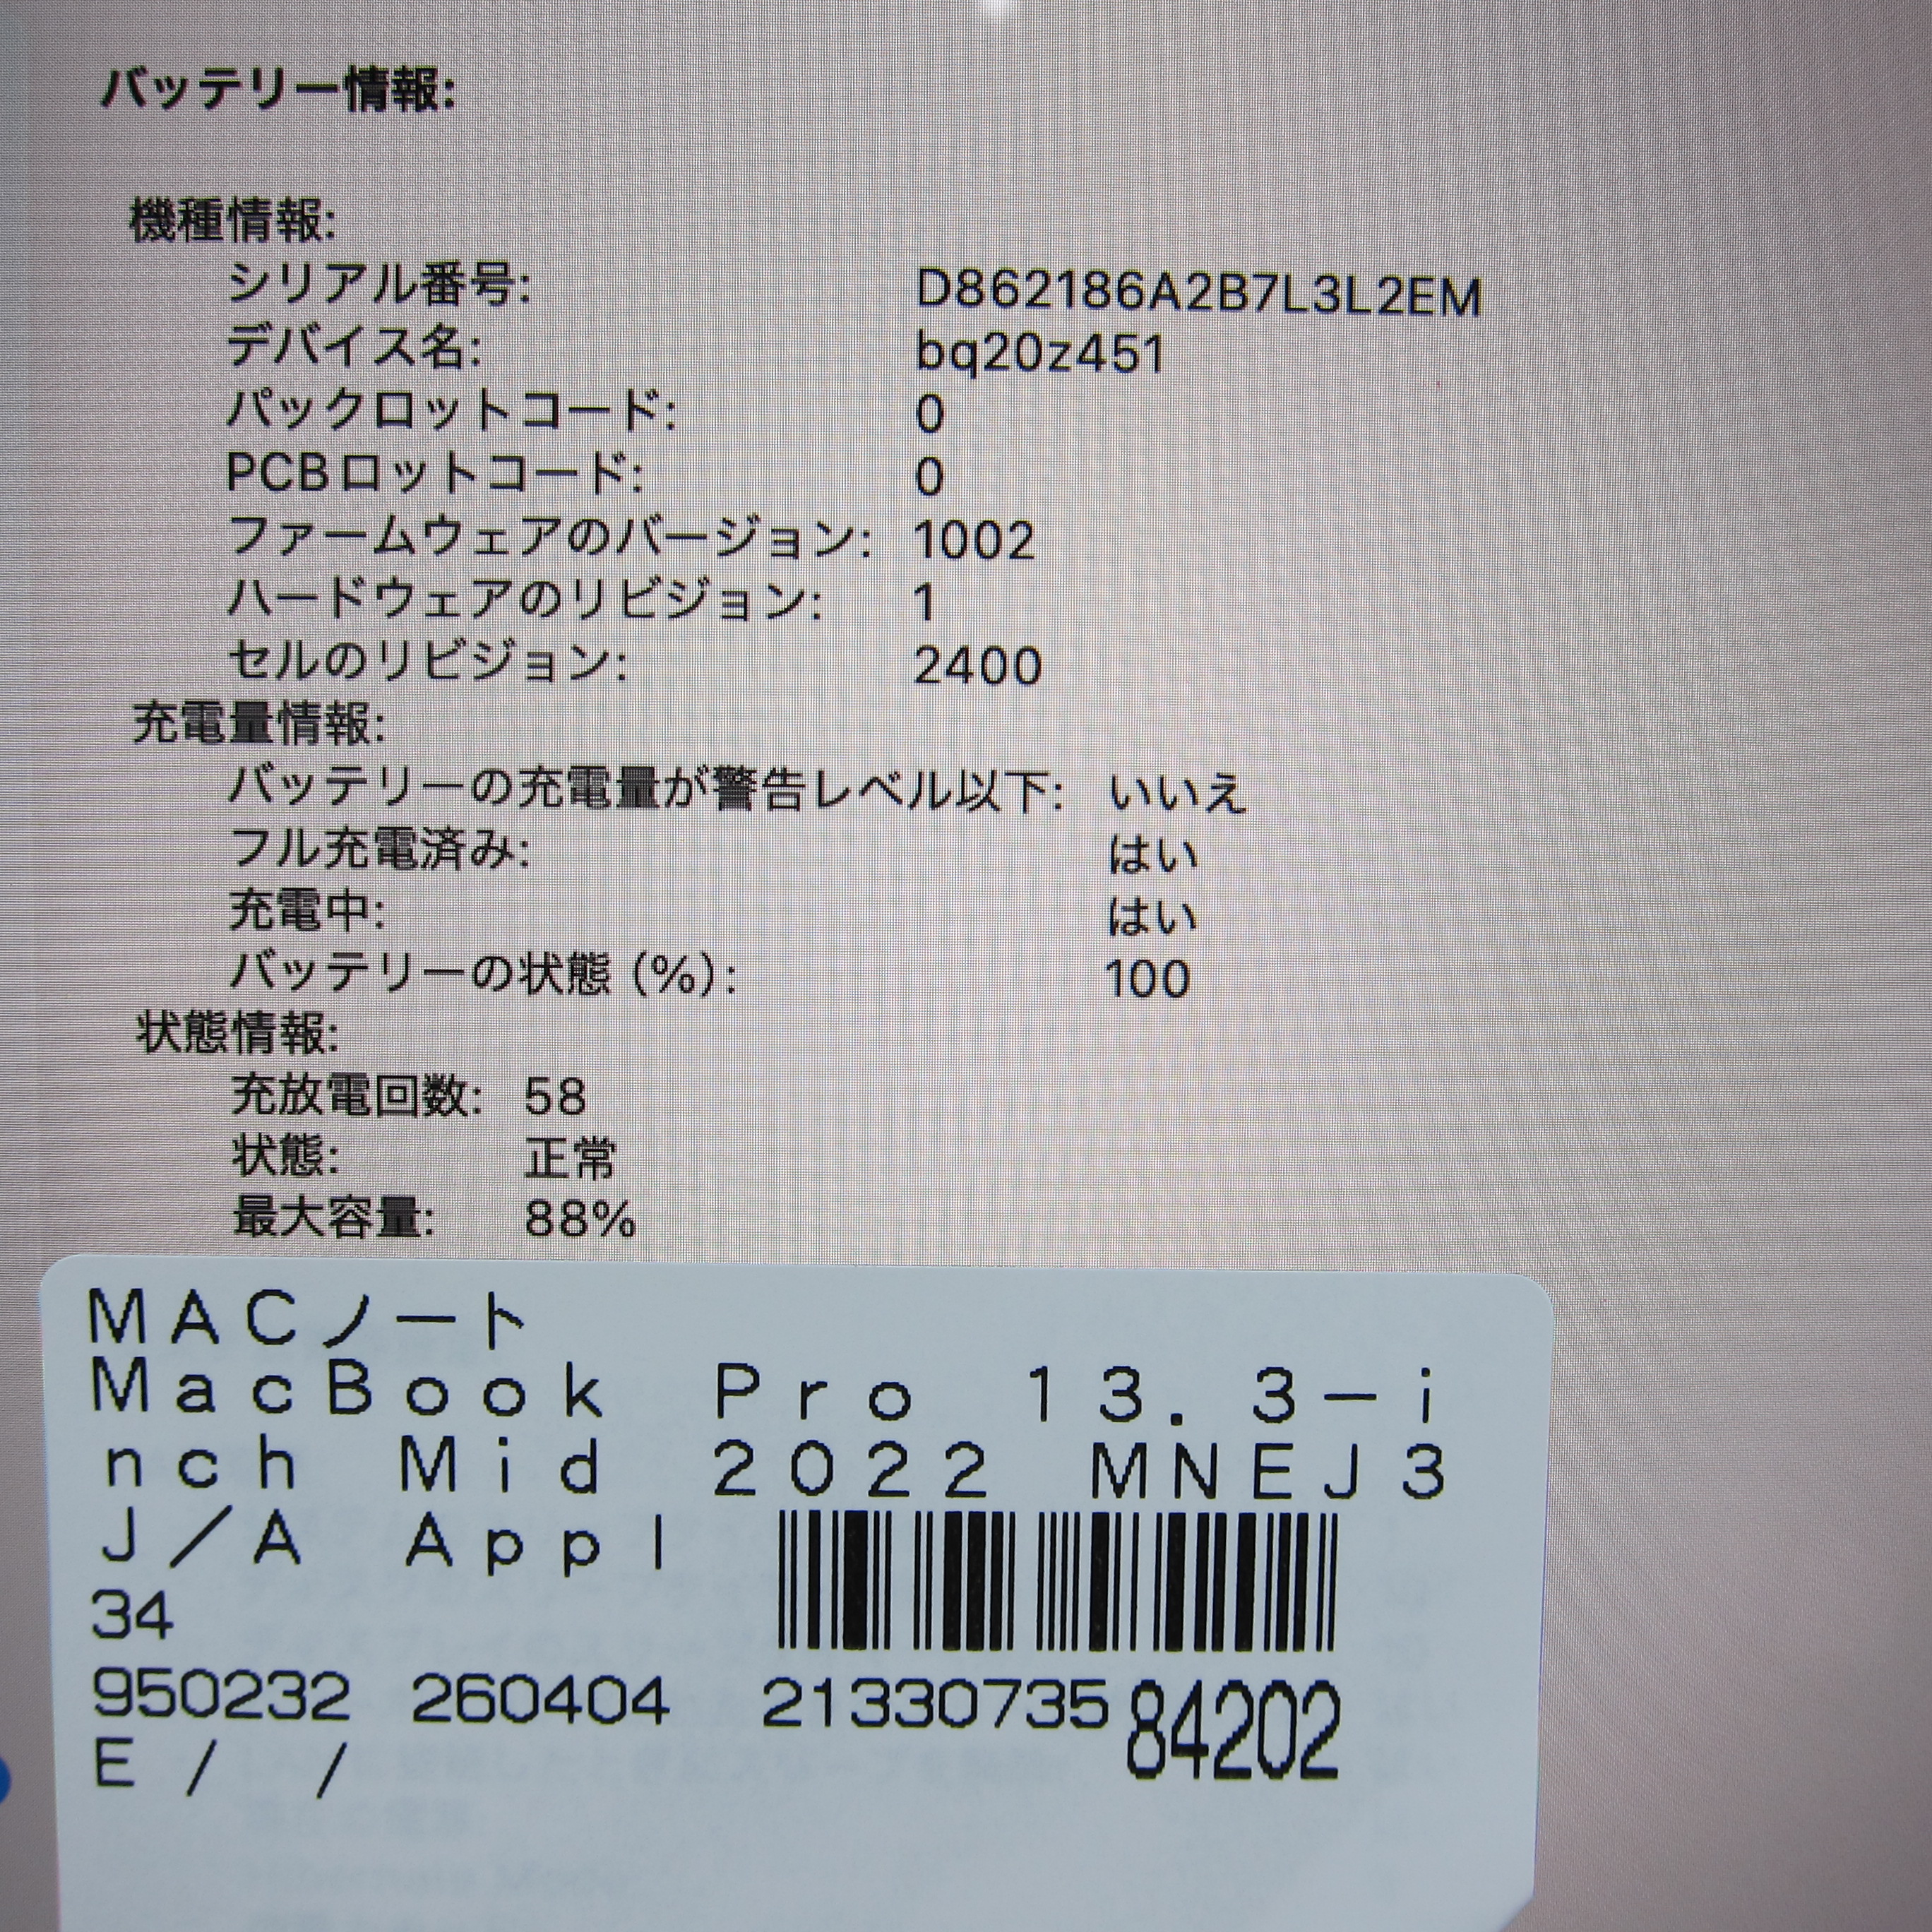 バッテリー情報:
機種情報:
シリアル番号: D862186A2B7L3L2EM
デバイス名: bq20z451
パックロットコード: 0
PCBロットコード: 0
ファームウェアのバージョン: 1002
ハードウェアのリビジョン: 1
セルのリビジョン: 2400
充電量情報:
バッテリーの充電量が警告レベル以下: いいえ
フル充電済み: はい
充電中: はい
バッテリーの状態 (%): 100
状態情報:
充放電回数: 58
状態: 正常
最大容量: 88%
MACノート
MacBook Pro 13.3-i
nch Mid 2022 MNEJ3
J/A Appl
34
950232 260404 21330735 84202
E / /